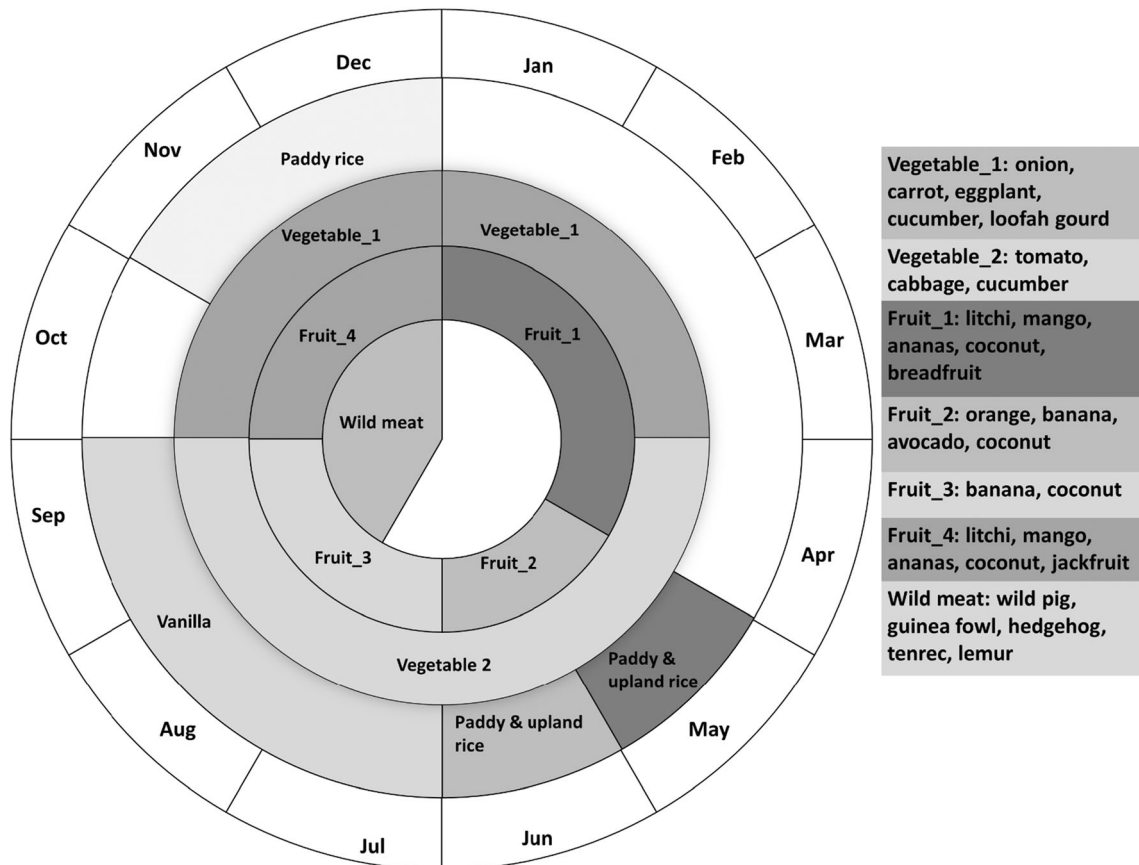 Dec
Jan
Nov
Feb
Paddy rice
Vegetable_1
Vegetable_1
Oct
Mar
Fruit_4
Fruit_1
Wild meat
Sep
Apr
Fruit_3
Fruit_2
Vanilla
Vegetable 2
Paddy &
upland rice
Paddy & upland
rice
Aug
May
Jul
Jun
Vegetable_1: onion,
carrot, eggplant,
cucumber, loofah gourd
Vegetable_2: tomato,
cabbage, cucumber
Fruit_1: litchi, mango,
ananas, coconut,
breadfruit
Fruit_2: orange, banana,
avocado, coconut
Fruit_3: banana, coconut
Fruit_4: litchi, mango,
ananas, coconut, jackfruit
Wild meat: wild pig,
guinea fowl, hedgehog,
tenrec, lemur